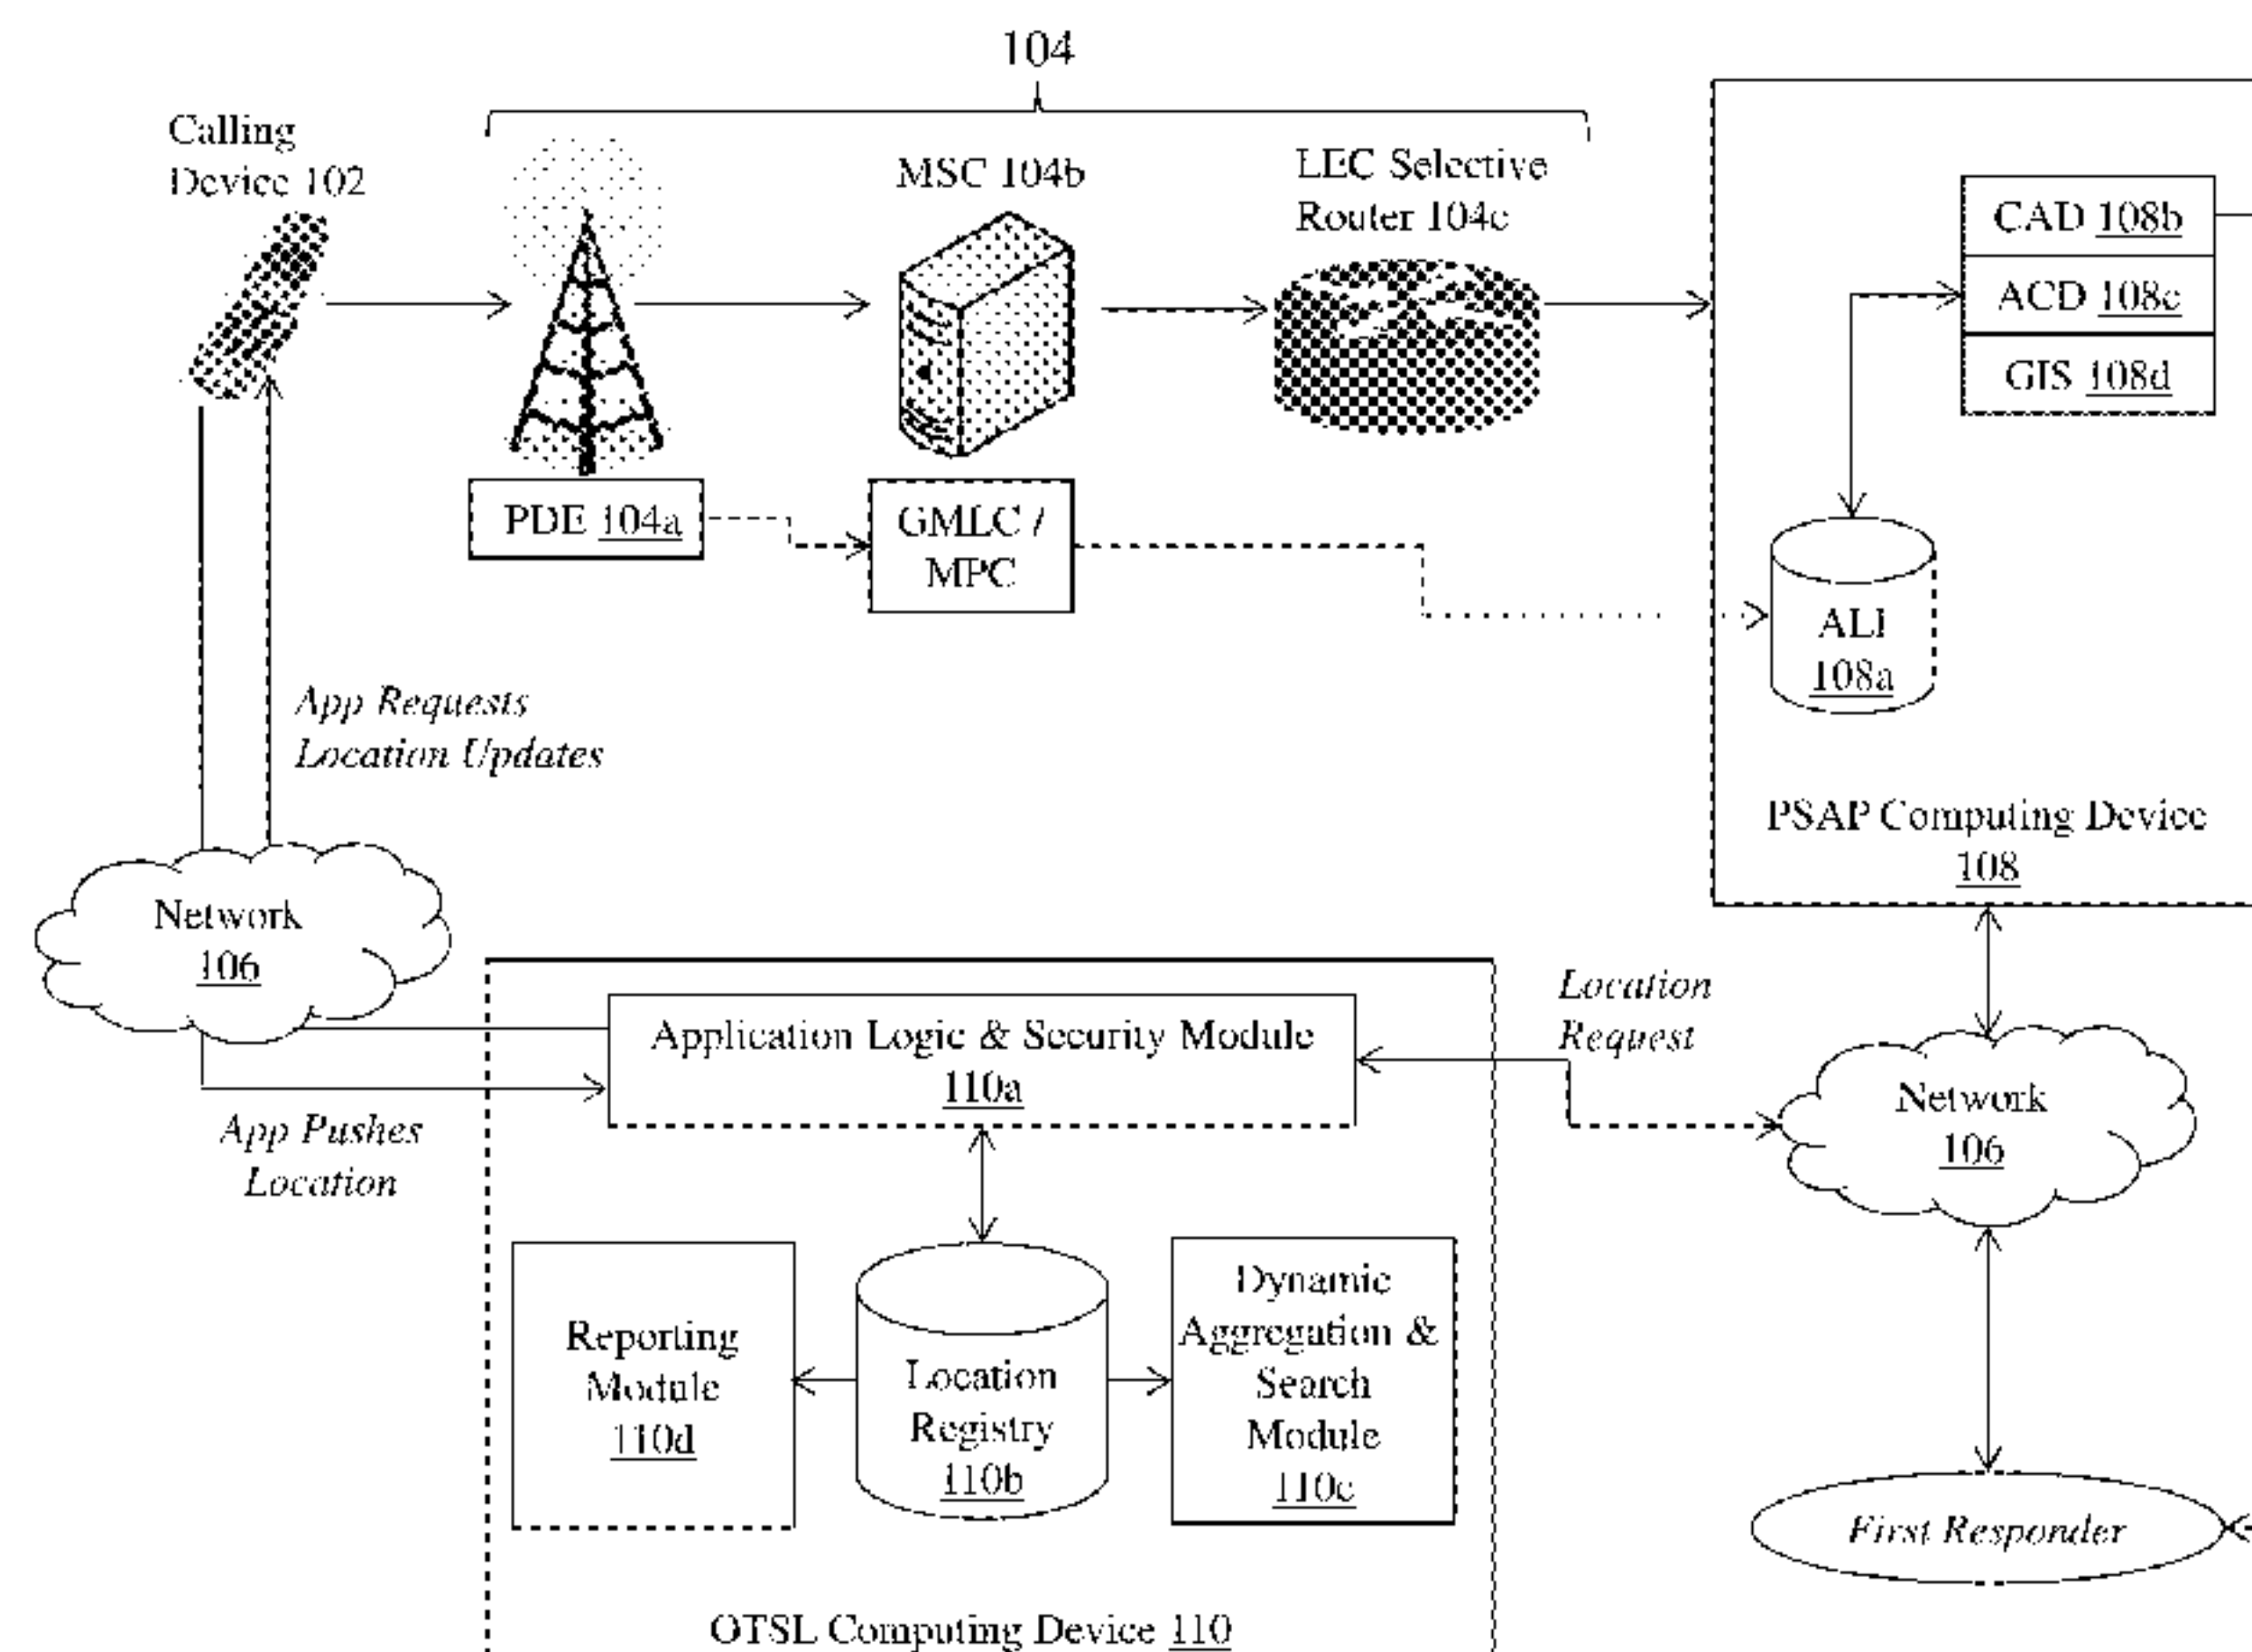 104
Calling
Device 102
MSC 104b
LEC Selective
Router 104c
CAD 108b
ACD 108c
GIS 108d
PDE 104a
GMLC /
MPC
ALI
108a
App Requests
Location Updates
PSAP Computing Device
108
Network
106
Location
Request
Application Logic & Security Module
110a
Network
106
App Pushes
Location
Reporting
Module
110d
Location
Registry
110b
Dynamic
Aggregation &
Search
Module
110c
First Responder
OTSL Computing Device 110